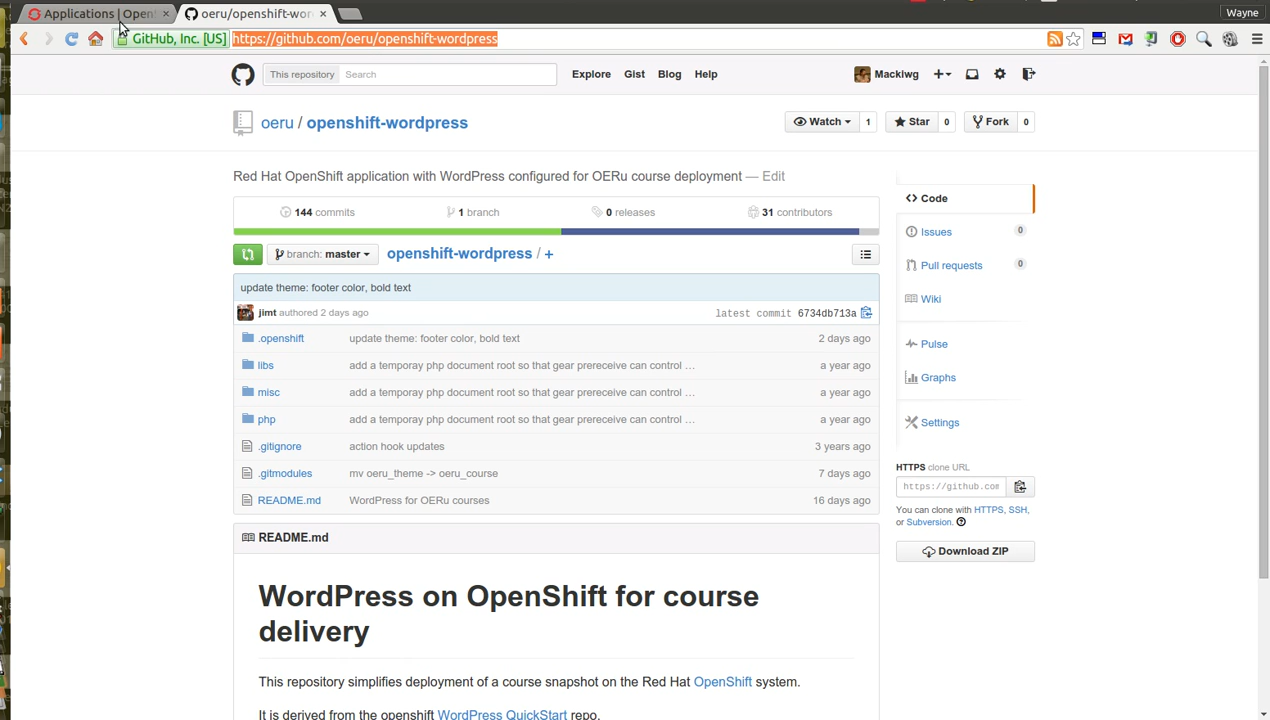 Applications | Open
oeru/openshift-wor
Wayne
GitHub, Inc. [US]
https://github.com/oeru/openshift-wordpress
This repository
Search
Explore
Gist
Blog
Help
Mackiwg
oeru / openshift-wordpress
Watch
1
Star
0
Fork
0
Red Hat OpenShift application with WordPress configured for OERu course deployment — Edit
144 commits
1 branch
0 releases
31 contributors
branch: master
openshift-wordpress / +
update theme: footer color, bold text
jimt authored 2 days ago
latest commit 6734db713a
.openshift
update theme: footer color, bold text
2 days ago
libs
add a temporay php document root so that gear prereceive can control …
a year ago
misc
add a temporay php document root so that gear prereceive can control …
a year ago
php
add a temporay php document root so that gear prereceive can control …
a year ago
.gitignore
action hook updates
3 years ago
.gitmodules
mv oeru_theme -> oeru_course
7 days ago
README.md
WordPress for OERu courses
16 days ago
README.md
WordPress on OpenShift for course
delivery
This repository simplifies deployment of a course snapshot on the Red Hat OpenShift system.
It is derived from the openshift WordPress QuickStart repo.
Code
Issues
0
Pull requests
0
Wiki
Pulse
Graphs
Settings
HTTPS clone URL
https://github.com
You can clone with HTTPS, SSH,
or Subversion.
Download ZIP